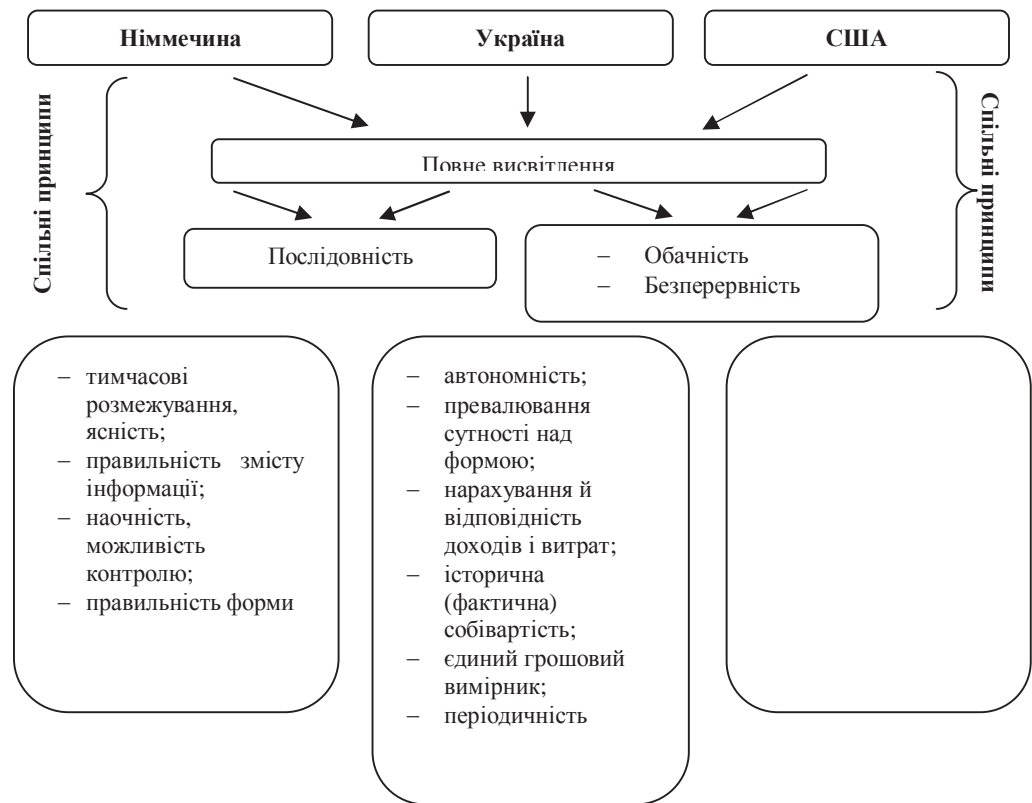 Німмечина
Україна
США
Спільні принципи
Спільні принципи
Повне висвітлення
Послідовність
– Обачність
– Безперервність
– тимчасові
розмежування,
ясність;
– правильність змісту
інформації;
– наочність,
можливість
контролю;
– правильність форми
– автономність;
– превалювання
сутності над
формою;
– нарахування й
відповідність
доходів і витрат;
– історична
(фактична)
собівартість;
– єдиний грошовий
вимірник;
– періодичність